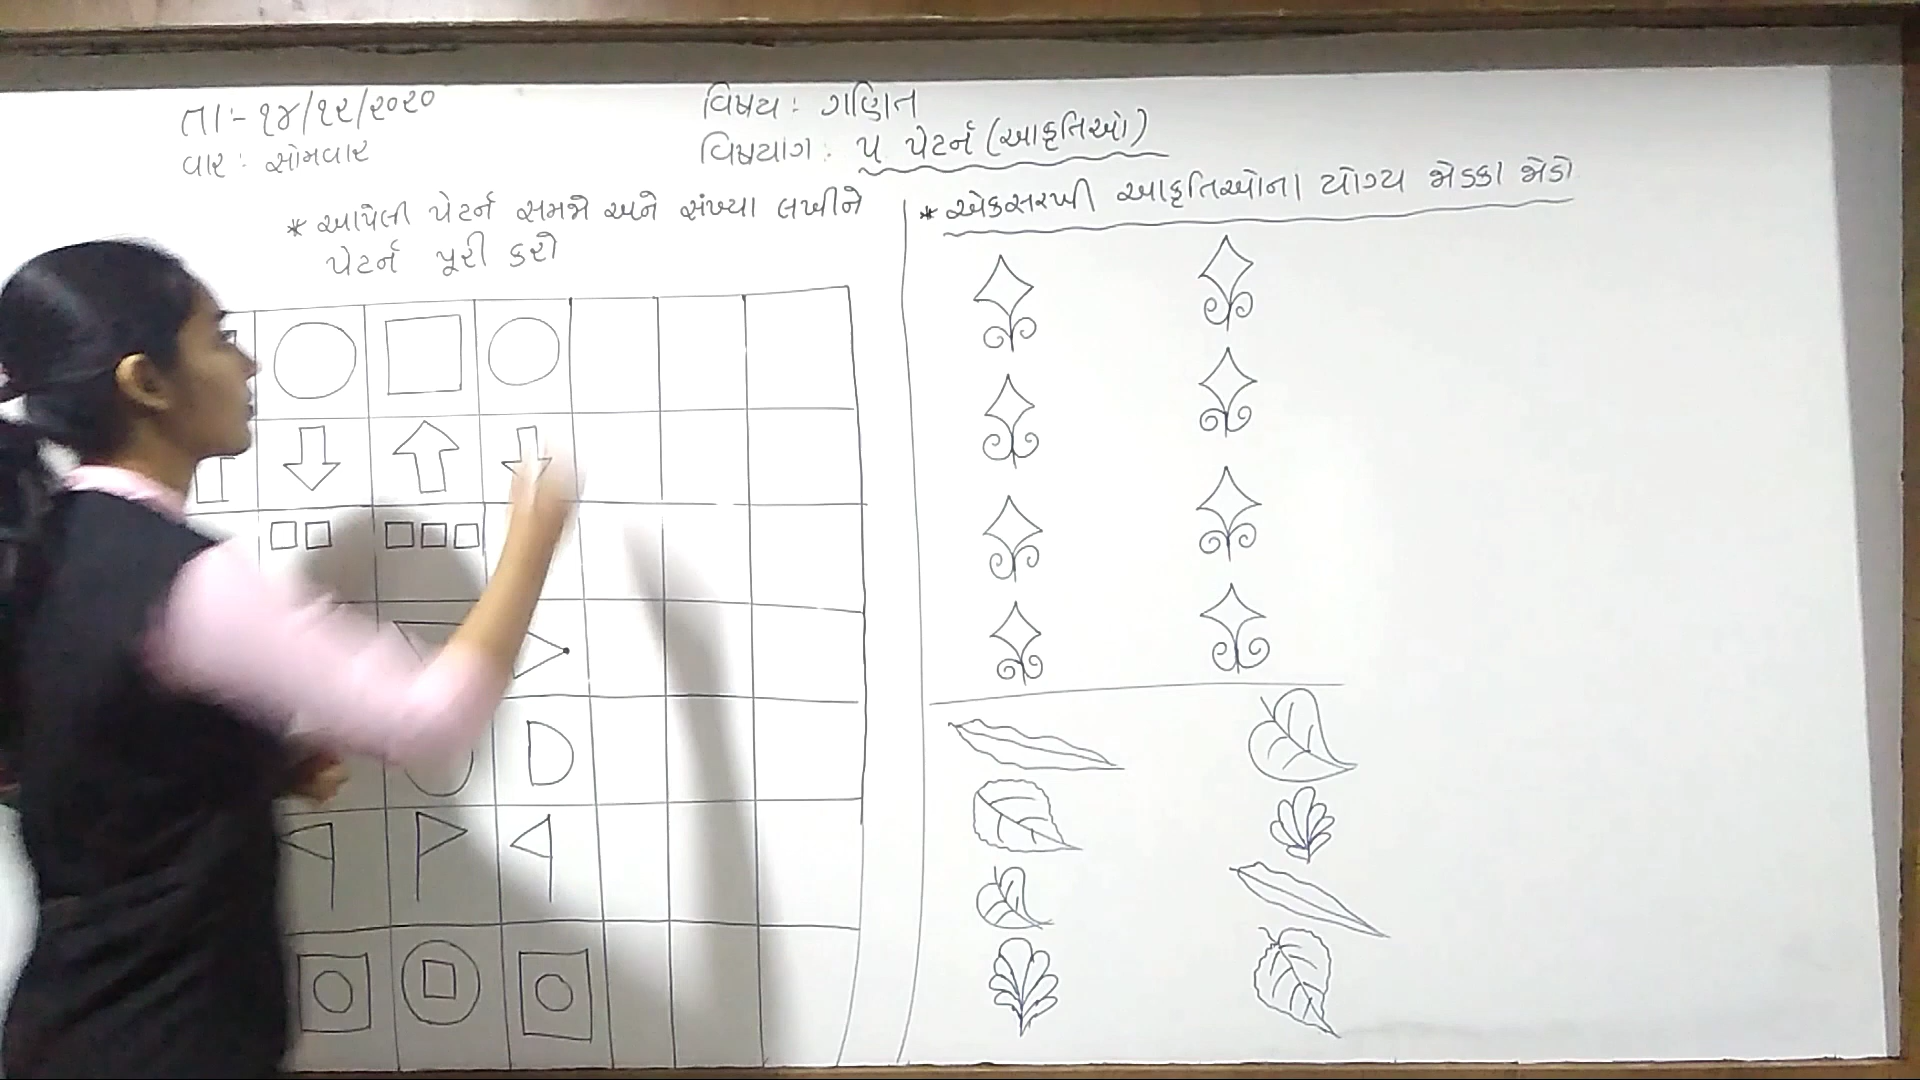 તા:- ૧૪/૧૨/૨૦૨૦
વાર : સોમવાર
વિષય : ગણિત
વિષયાંગ : ૫ પેટર્ન (આકૃતિઓ)
* આપેલી પેટર્ન સમજો અને સંખ્યા લખીને
પેટર્ન પૂરી કરો
* એકસરખી આકૃતિઓના યોગ્ય જોડકા જોડો